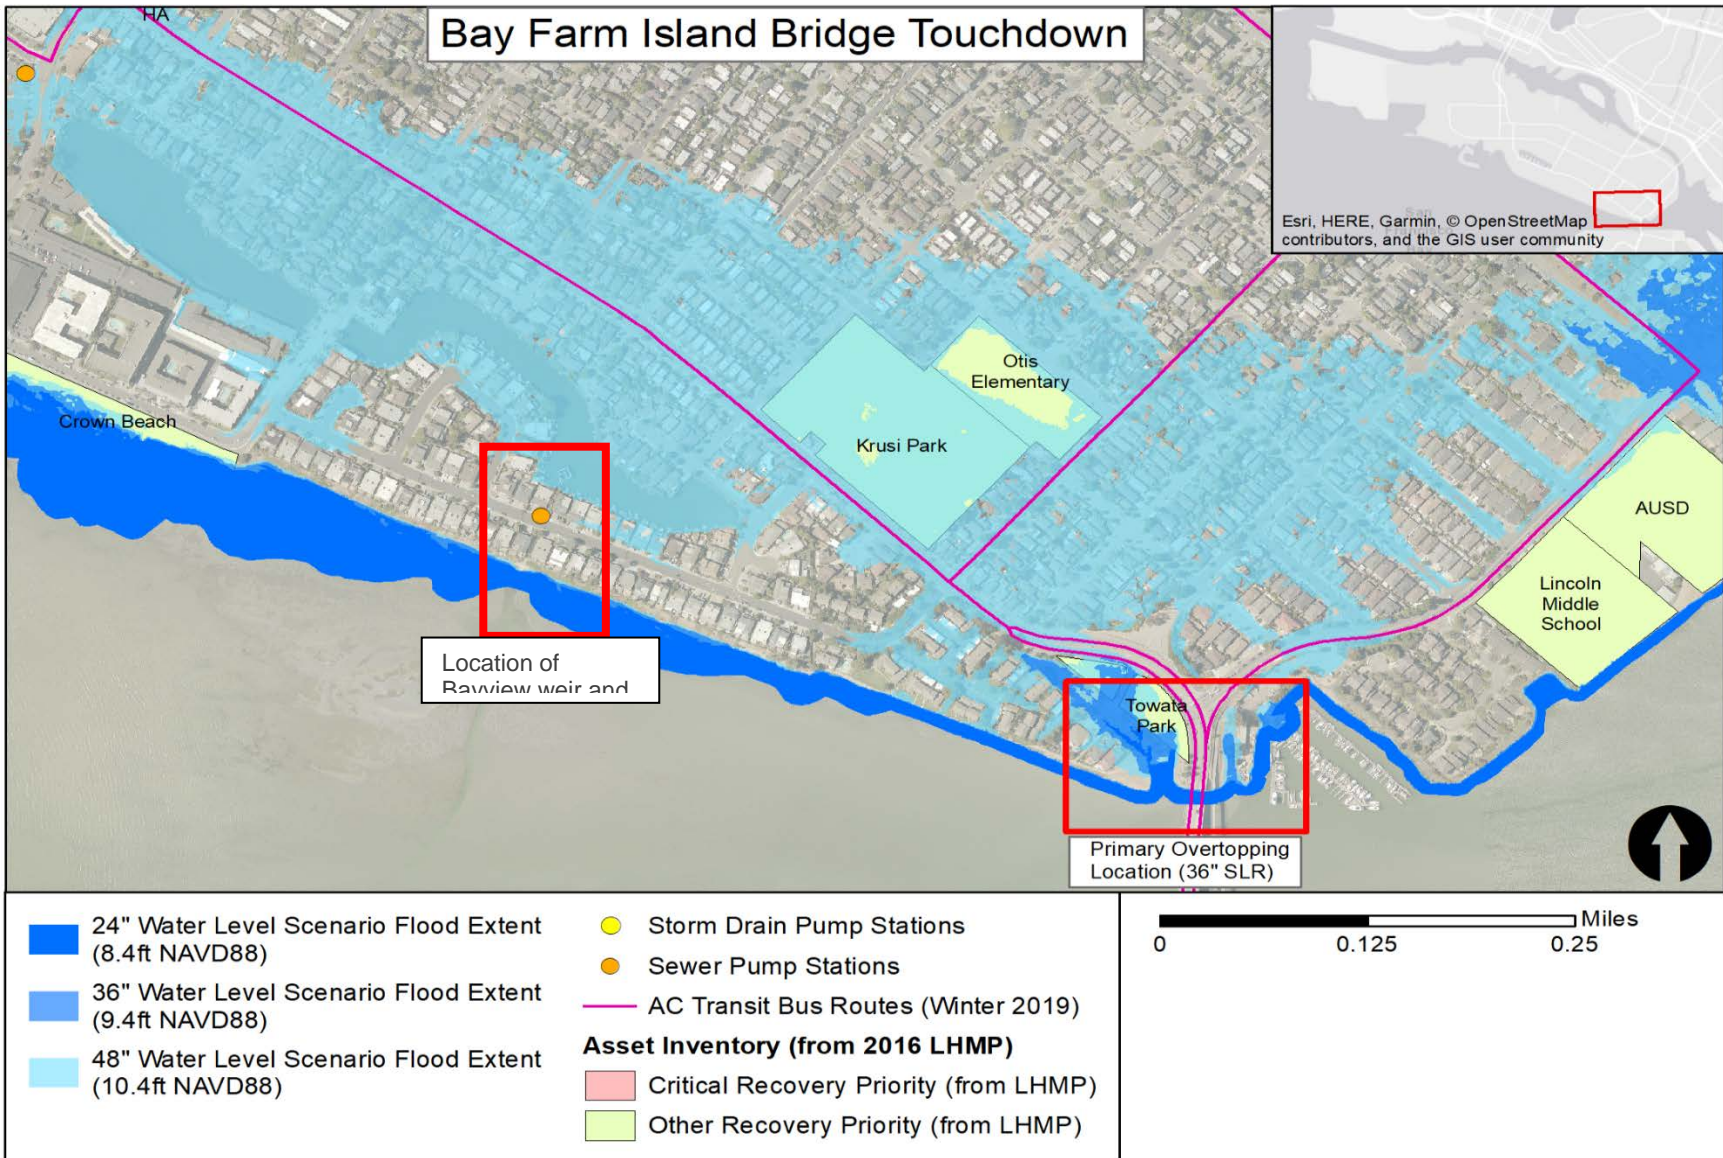 HA
Bay Farm Island Bridge Touchdown
Esri, HERE, Garmin, © OpenStreetMap
contributors, and the GIS user community
Otis
Elementary
Krusi Park
Crown Beach
AUSD
Lincoln
Middle
School
Location of
Bayview weir and
Towata
Park
Primary Overtopping
Location (36" SLR)
24" Water Level Scenario Flood Extent
(8.4ft NAVD88)
36" Water Level Scenario Flood Extent
(9.4ft NAVD88)
48" Water Level Scenario Flood Extent
(10.4ft NAVD88)
Storm Drain Pump Stations
Sewer Pump Stations
AC Transit Bus Routes (Winter 2019)
Asset Inventory (from 2016 LHMP)
Critical Recovery Priority (from LHMP)
Other Recovery Priority (from LHMP)
Miles
0 0.125 0.25